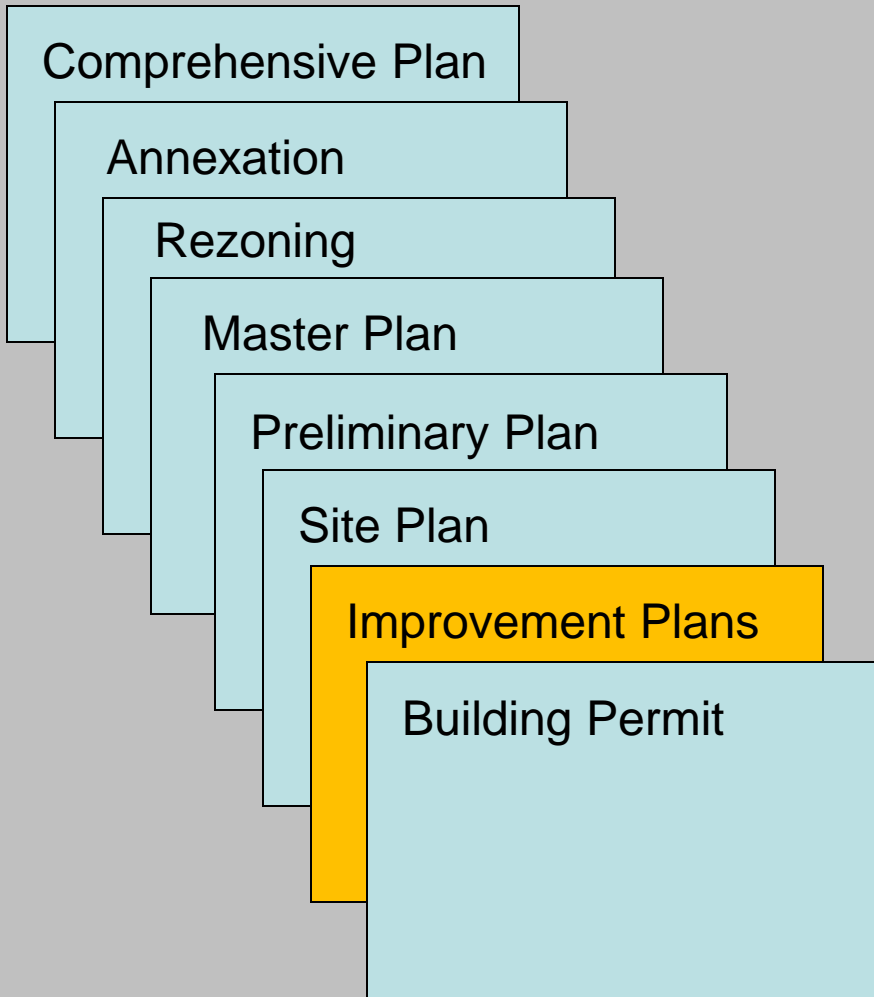 Comprehensive Plan
Annexation
Rezoning
Master Plan
Preliminary Plan
Site Plan
Improvement Plans
Building Permit